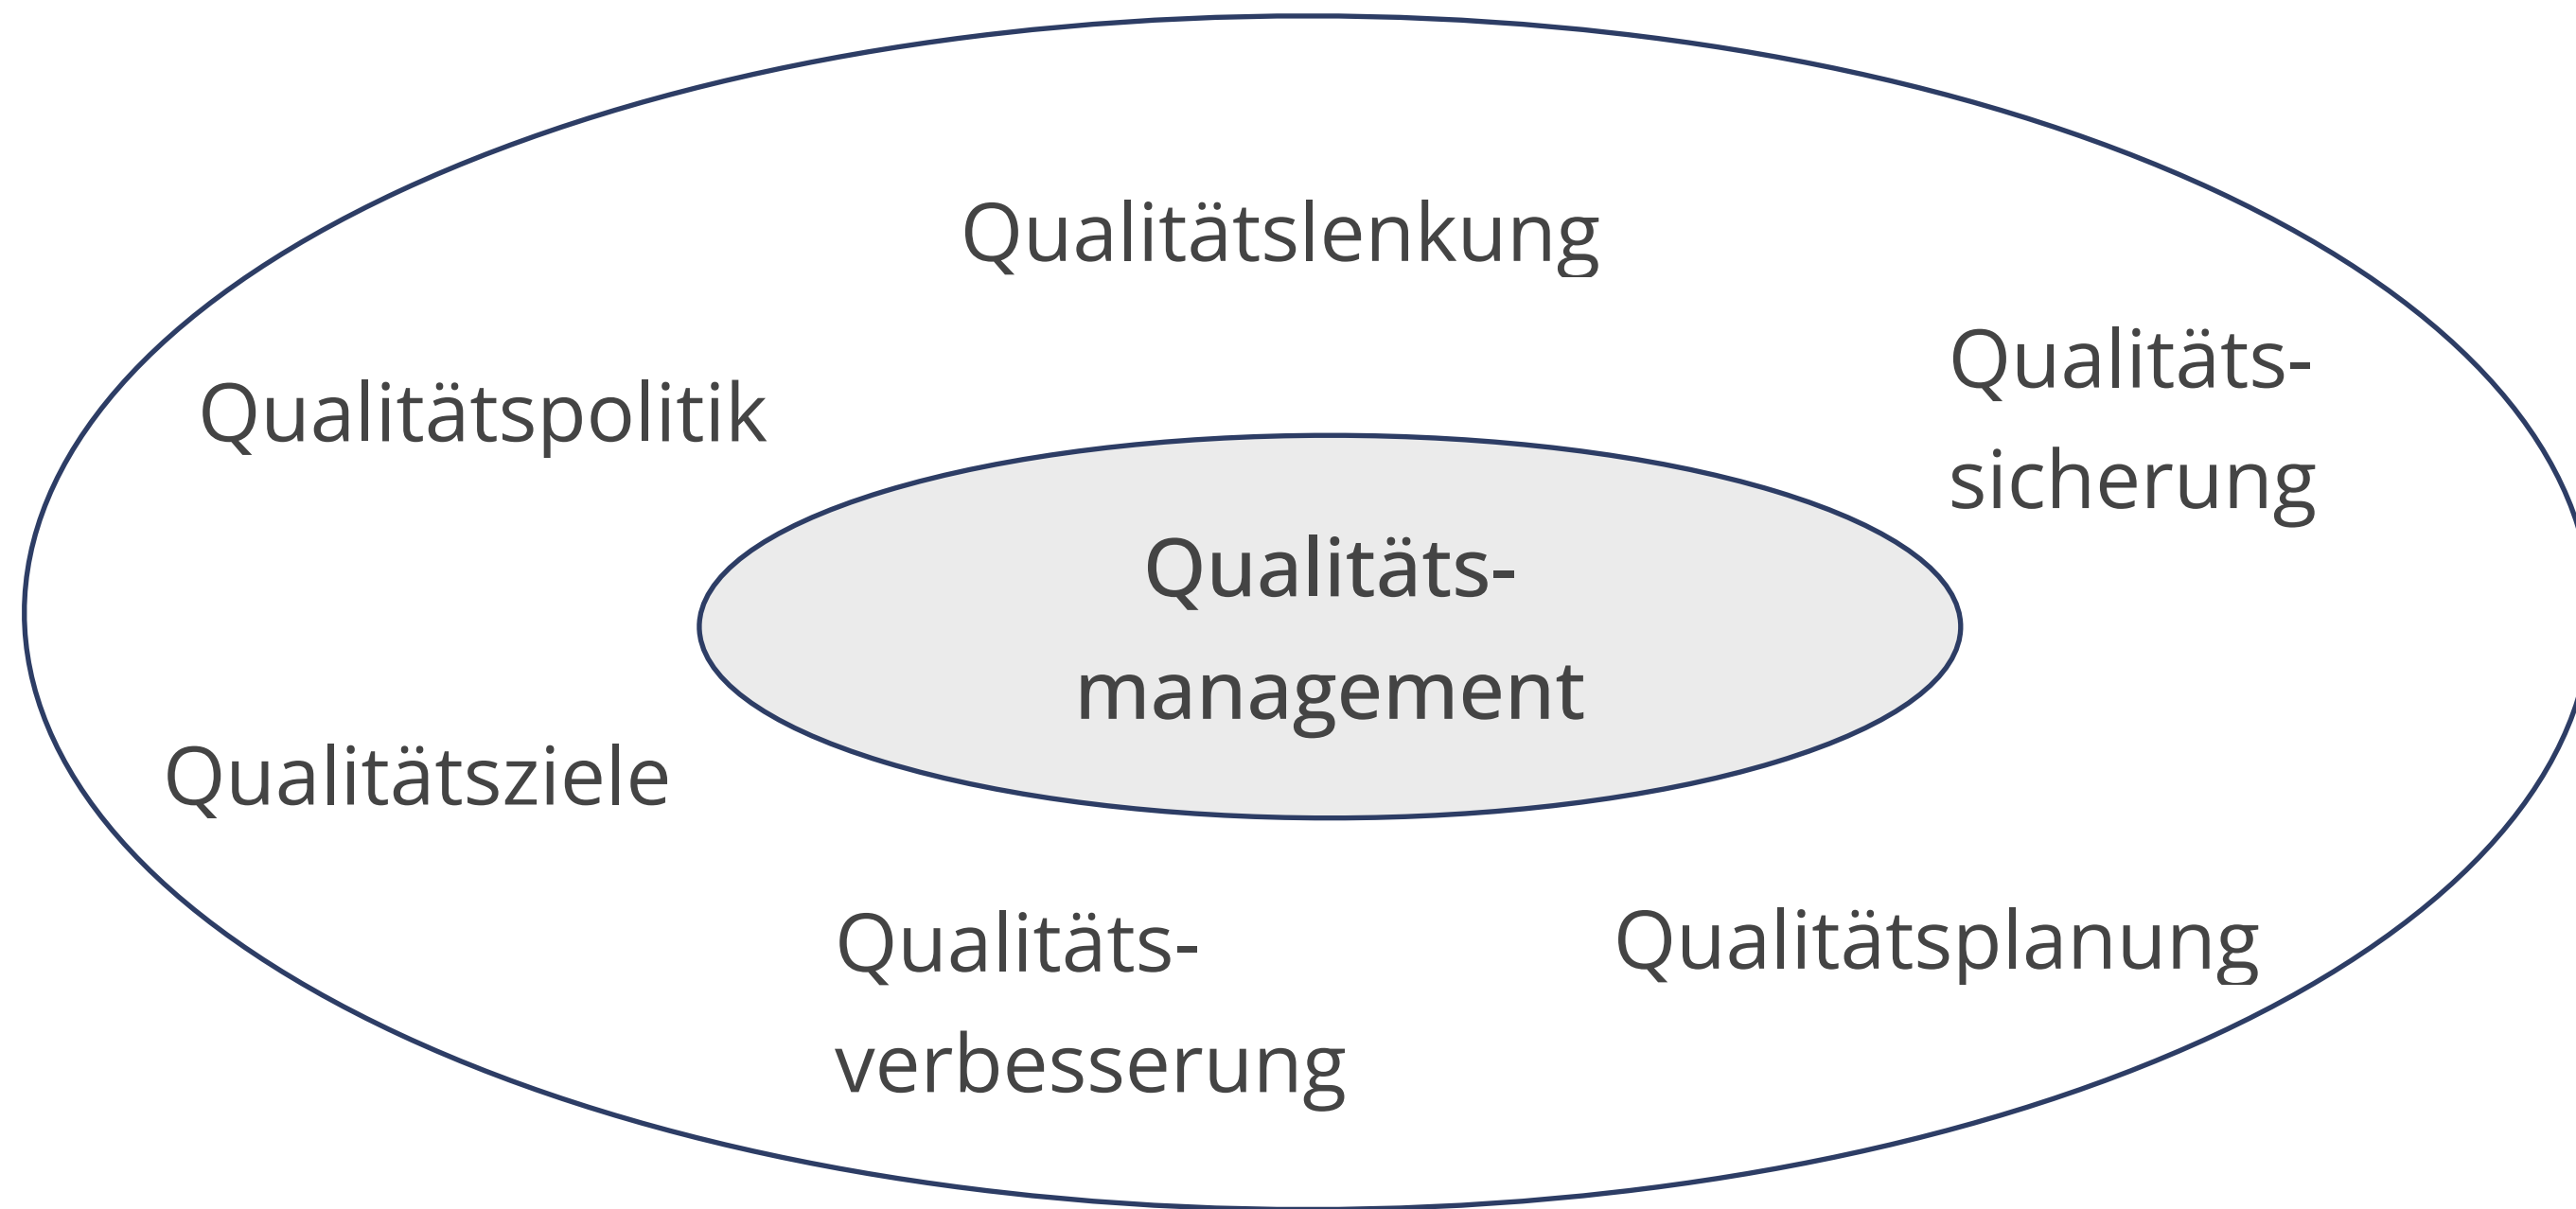 Qualitätslenkung
Qualitäts-
sicherung
Qualitätspolitik
Qualitäts-
management
Qualitätsziele
Qualitäts-
verbesserung
Qualitätsplanung